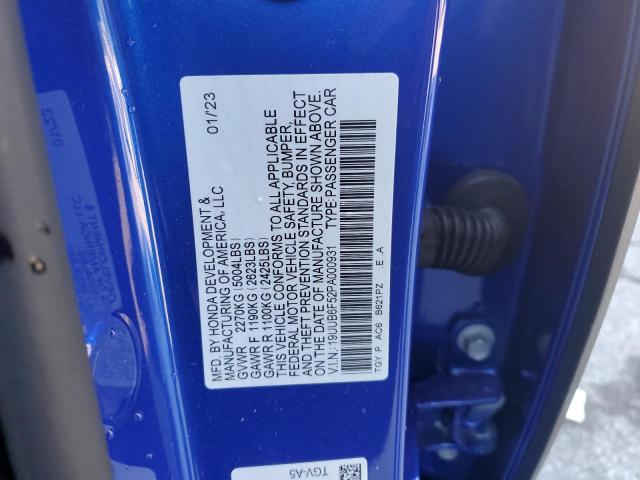 MFD. BY HONDA DEVELOPMENT & 01/23
MANUFACTURING OF AMERICA, LLC
GVWR 2270KG(5004LBS)
GAWR F 1190KG(2623LBS)
GAWR R 1100KG(2425LBS)
THIS VEHICLE CONFORMS TO ALL APPLICABLE
FEDERAL MOTOR VEHICLE SAFETY, BUMPER,
AND THEFT PREVENTION STANDARDS IN EFFECT
ON THE DATE OF MANUFACTURE SHOWN ABOVE.
V.I.N.: 19UUB6F52PA000931 TYPE: PASSENGER CAR
TGY P AC6 B621PZ E A
TGV-A5